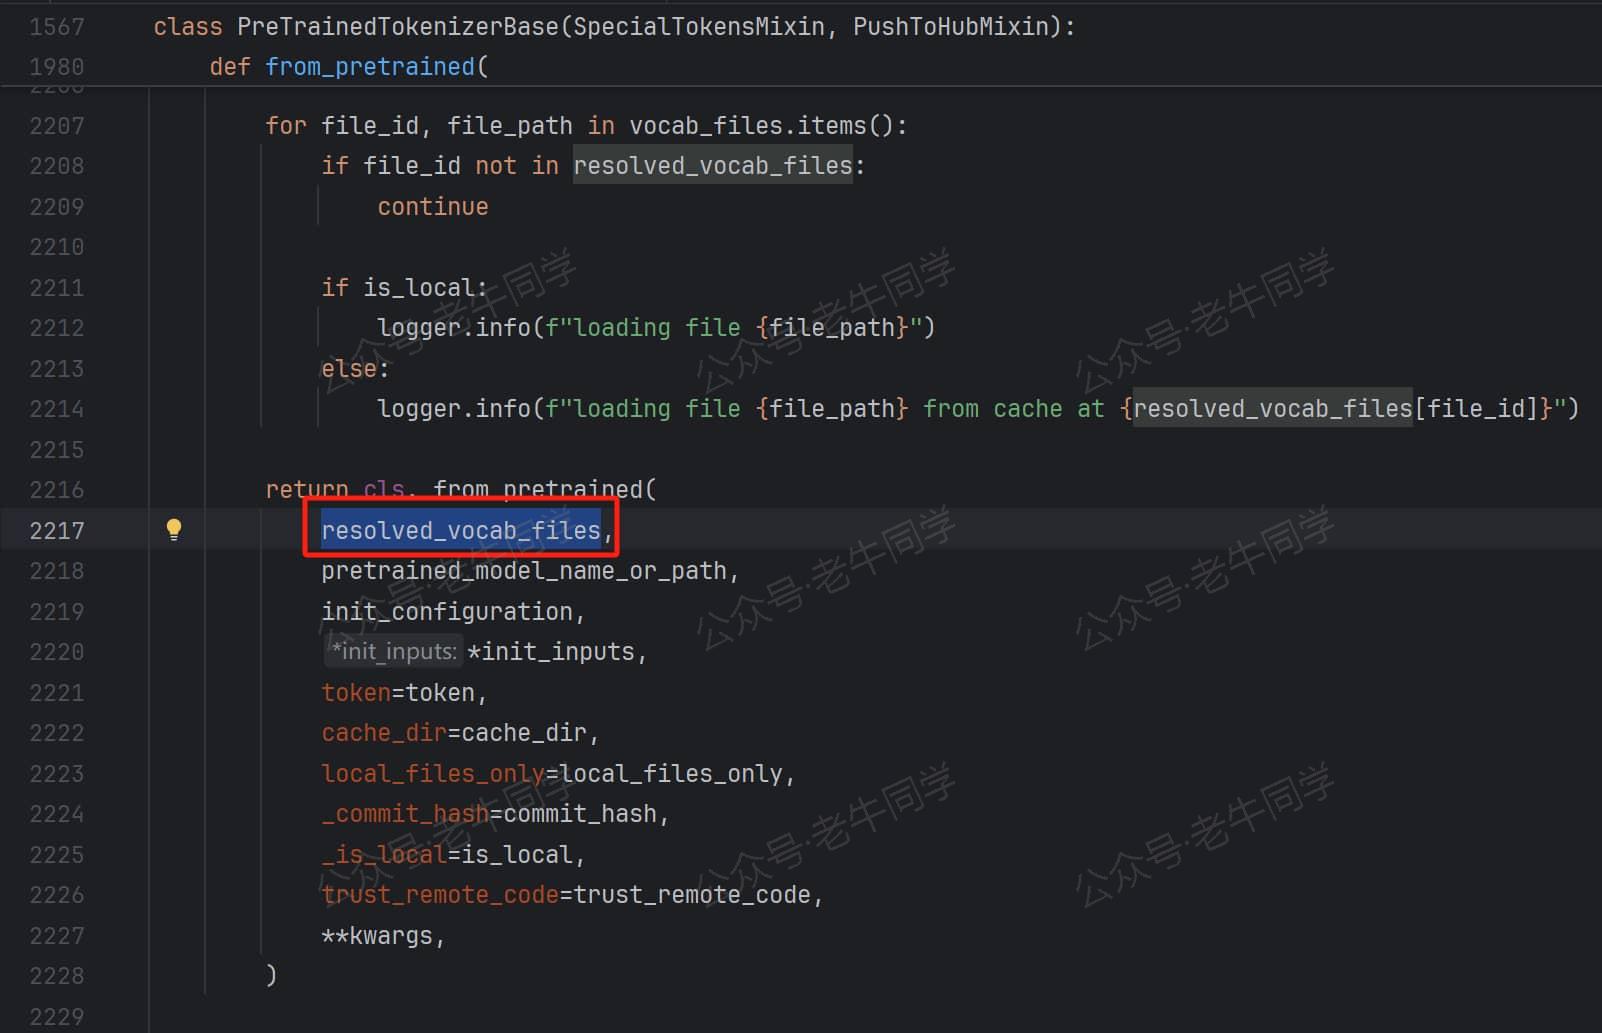 1567 class PreTrainedTokenizerBase(SpecialTokensMixin, PushToHubMixin):
1980 def from_pretrained(
2207 for file_id, file_path in vocab_files.items():
2208 if file_id not in resolved_vocab_files:
2209 continue
2210
2211 if is_local:
2212 logger.info(f"loading file {file_path}")
2213 else:
2214 logger.info(f"loading file {file_path} from cache at {resolved_vocab_files[file_id]}")
2215
2216 return cls._from_pretrained(
2217 resolved_vocab_files,
2218 pretrained_model_name_or_path,
2219 init_configuration,
2220 *init_inputs: *init_inputs,
2221 token=token,
2222 cache_dir=cache_dir,
2223 local_files_only=local_files_only,
2224 _commit_hash=commit_hash,
2225 _is_local=is_local,
2226 trust_remote_code=trust_remote_code,
2227 **kwargs,
2228 )
2229
公众号·老牛同学
公众号·老牛同学
公众号·老牛同学
公众号·老牛同学
公众号·老牛同学
公众号·老牛同学
公众号·老牛同学
公众号·老牛同学
公众号·老牛同学